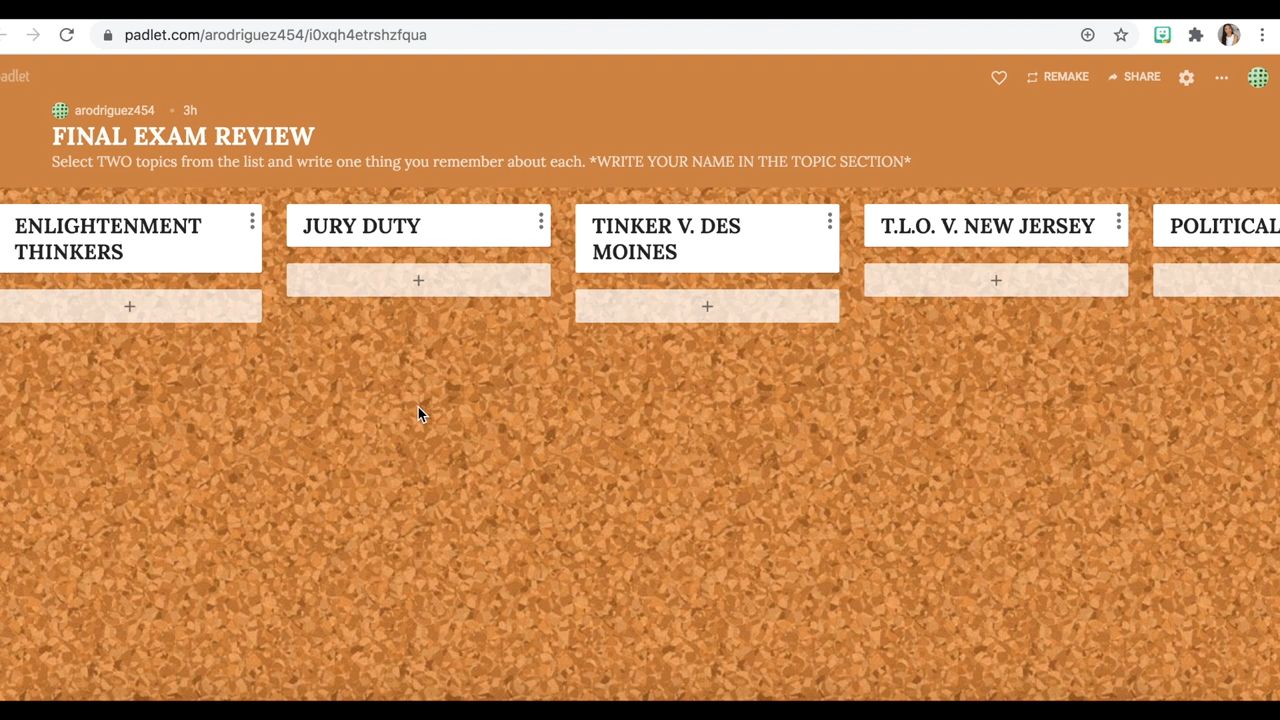 padlet.com/arodriguez454/i0xqh4etrshzfqua
adlet
REMAKE
SHARE
arodriguez454 • 3h
FINAL EXAM REVIEW
Select TWO topics from the list and write one thing you remember about each. *WRITE YOUR NAME IN THE TOPIC SECTION*
ENLIGHTENMENT
THINKERS
JURY DUTY
TINKER V. DES
MOINES
T.L.O. V. NEW JERSEY
POLITICAL